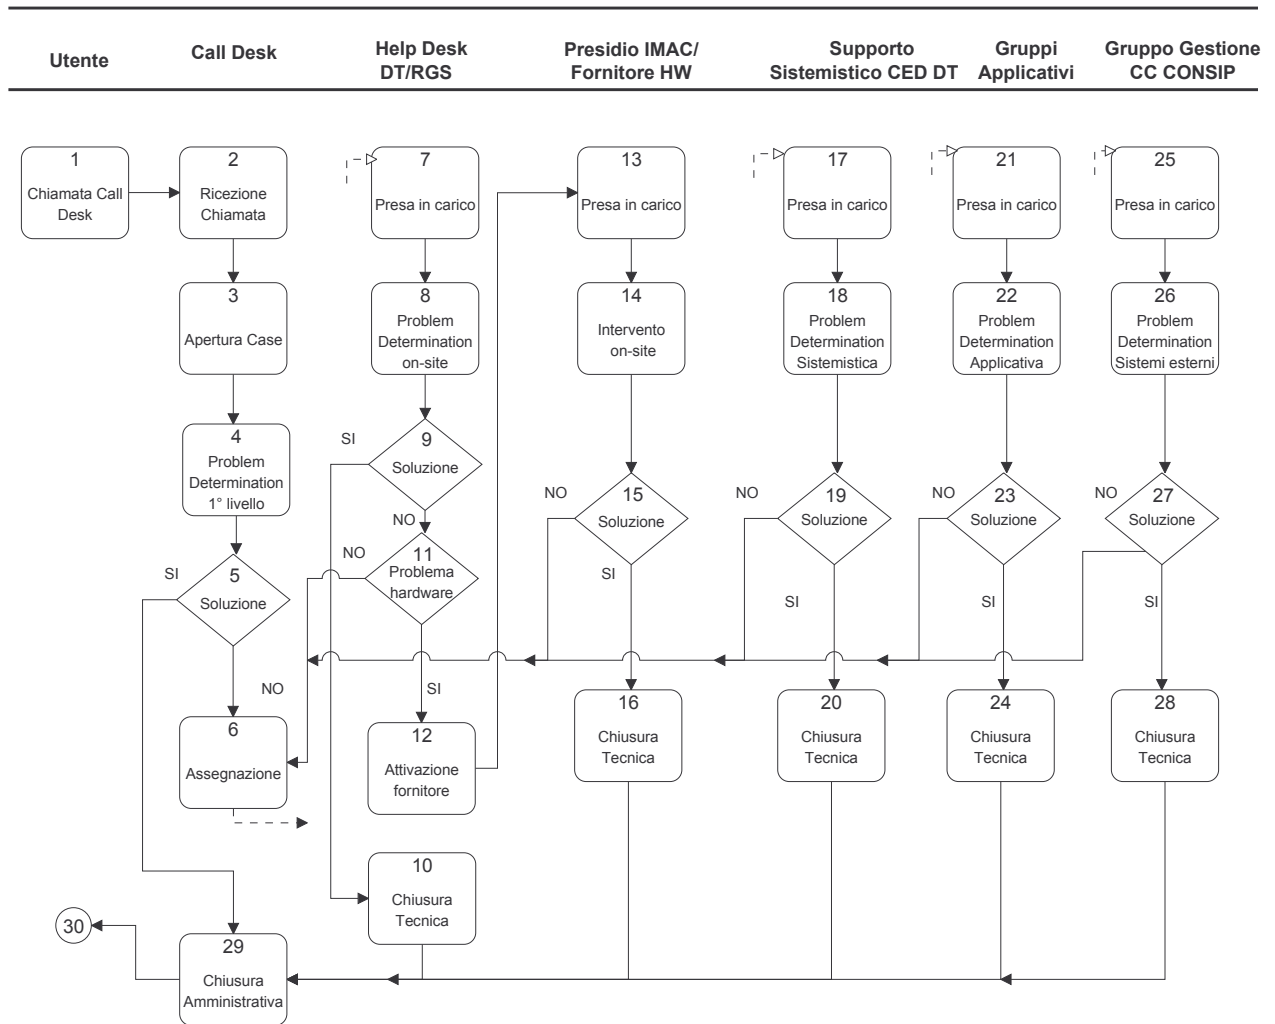 Utente
Call Desk
Help Desk
DT/RGS
Presidio IMAC/
Fornitore HW
Supporto
Sistemistico CED DT
Gruppi
Applicativi
Gruppo Gestione
CC CONSIP
1
Chiamata Call
Desk
2
Ricezione
Chiamata
7
Presa in carico
13
Presa in carico
17
Presa in carico
21
Presa in carico
25
Presa in carico
3
Apertura Case
8
Problem
Determination
on-site
14
Intervento
on-site
18
Problem
Determination
Sistemistica
22
Problem
Determination
Applicativa
26
Problem
Determination
Sistemi esterni
4
Problem
Determination
1° livello
SI
9
Soluzione
NO
NO
15
Soluzione
SI
NO
19
Soluzione
SI
NO
23
Soluzione
SI
NO
27
Soluzione
SI
SI
5
Soluzione
NO
NO
11
Problema
hardware
SI
6
Assegnazione
12
Attivazione
fornitore
16
Chiusura
Tecnica
20
Chiusura
Tecnica
24
Chiusura
Tecnica
28
Chiusura
Tecnica
10
Chiusura
Tecnica
30
29
Chiusura
Amministrativa